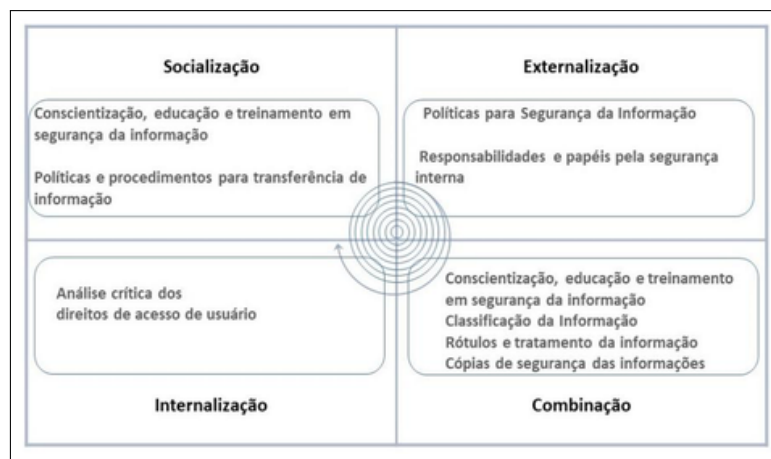 Socialização
Conscientização, educação e treinamento em
segurança da informação
Políticas e procedimentos para transferência de
informação
Externalização
Políticas para Segurança da Informação
Responsabilidades e papéis pela segurança
interna
Análise crítica dos
direitos de acesso de usuário
Internalização
Conscientização, educação e treinamento
em segurança da informação
Classificação da Informação
Rótulos e tratamento da informação
Cópias de segurança das informações
Combinação